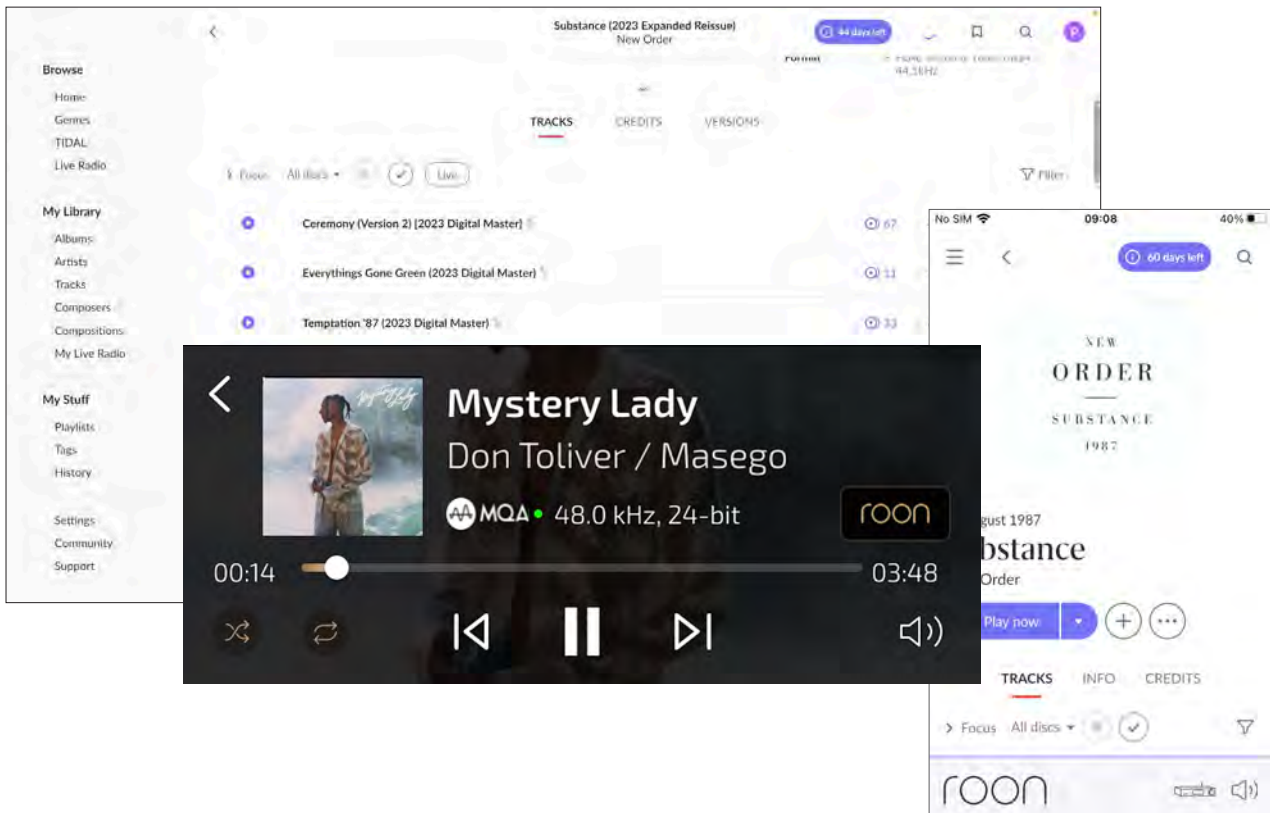 Substance (2023 Expanded Reissue)
New Order
44 days left
P
Format
44.1kHz
Browse
Home
Genres
TIDAL
Live Radio
My Library
Albums
Artists
Tracks
Composers
Compositions
My Live Radio
My Stuff
Playlists
Tags
History
Settings
Community
Support
TRACKS CREDITS VERSIONS
Focus All discs Live Filter
Ceremony (Version 2) [2023 Digital Master] 67
Everythings Gone Green (2023 Digital Master) 11
Temptation '87 (2023 Digital Master) 33
Mystery Lady
Don Toliver / Masego
MQA 48.0 kHz, 24-bit
roon
00:14 03:48
No SIM 09:08 40%
60 days left
NEW
ORDER
SUBSTANCE
1987
gust 1987
bstance
Order
Play now
TRACKS INFO CREDITS
Focus All discs
roon